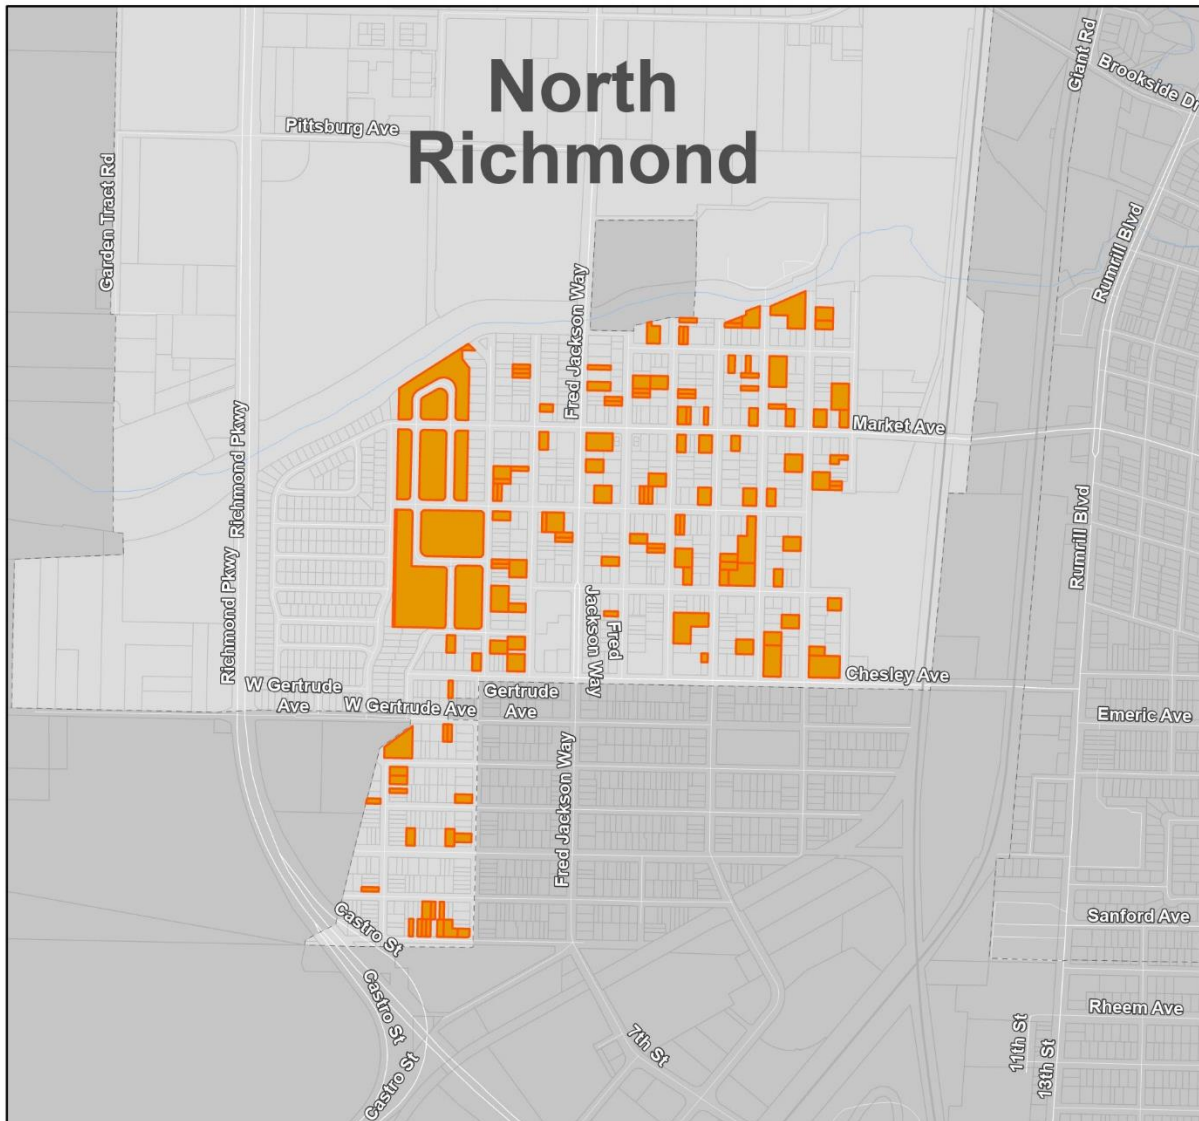 North
Richmond
Giant Rd
Brookside Dr
Pittsburg Ave
Garden Tract Rd
Rumrill Blvd
Fred Jackson Way
Richmond Pkwy
Market Ave
Rumrill Blvd
Richmond Pkwy
Fred
Jackson Way
Chesley Ave
W Gertrude
Ave
W Gertrude Ave
Gertrude
Ave
Emeric Ave
Fred Jackson Way
Castro St
Sanford Ave
Castro St
Rheem Ave
7th St
11th St
13th St
Castro St